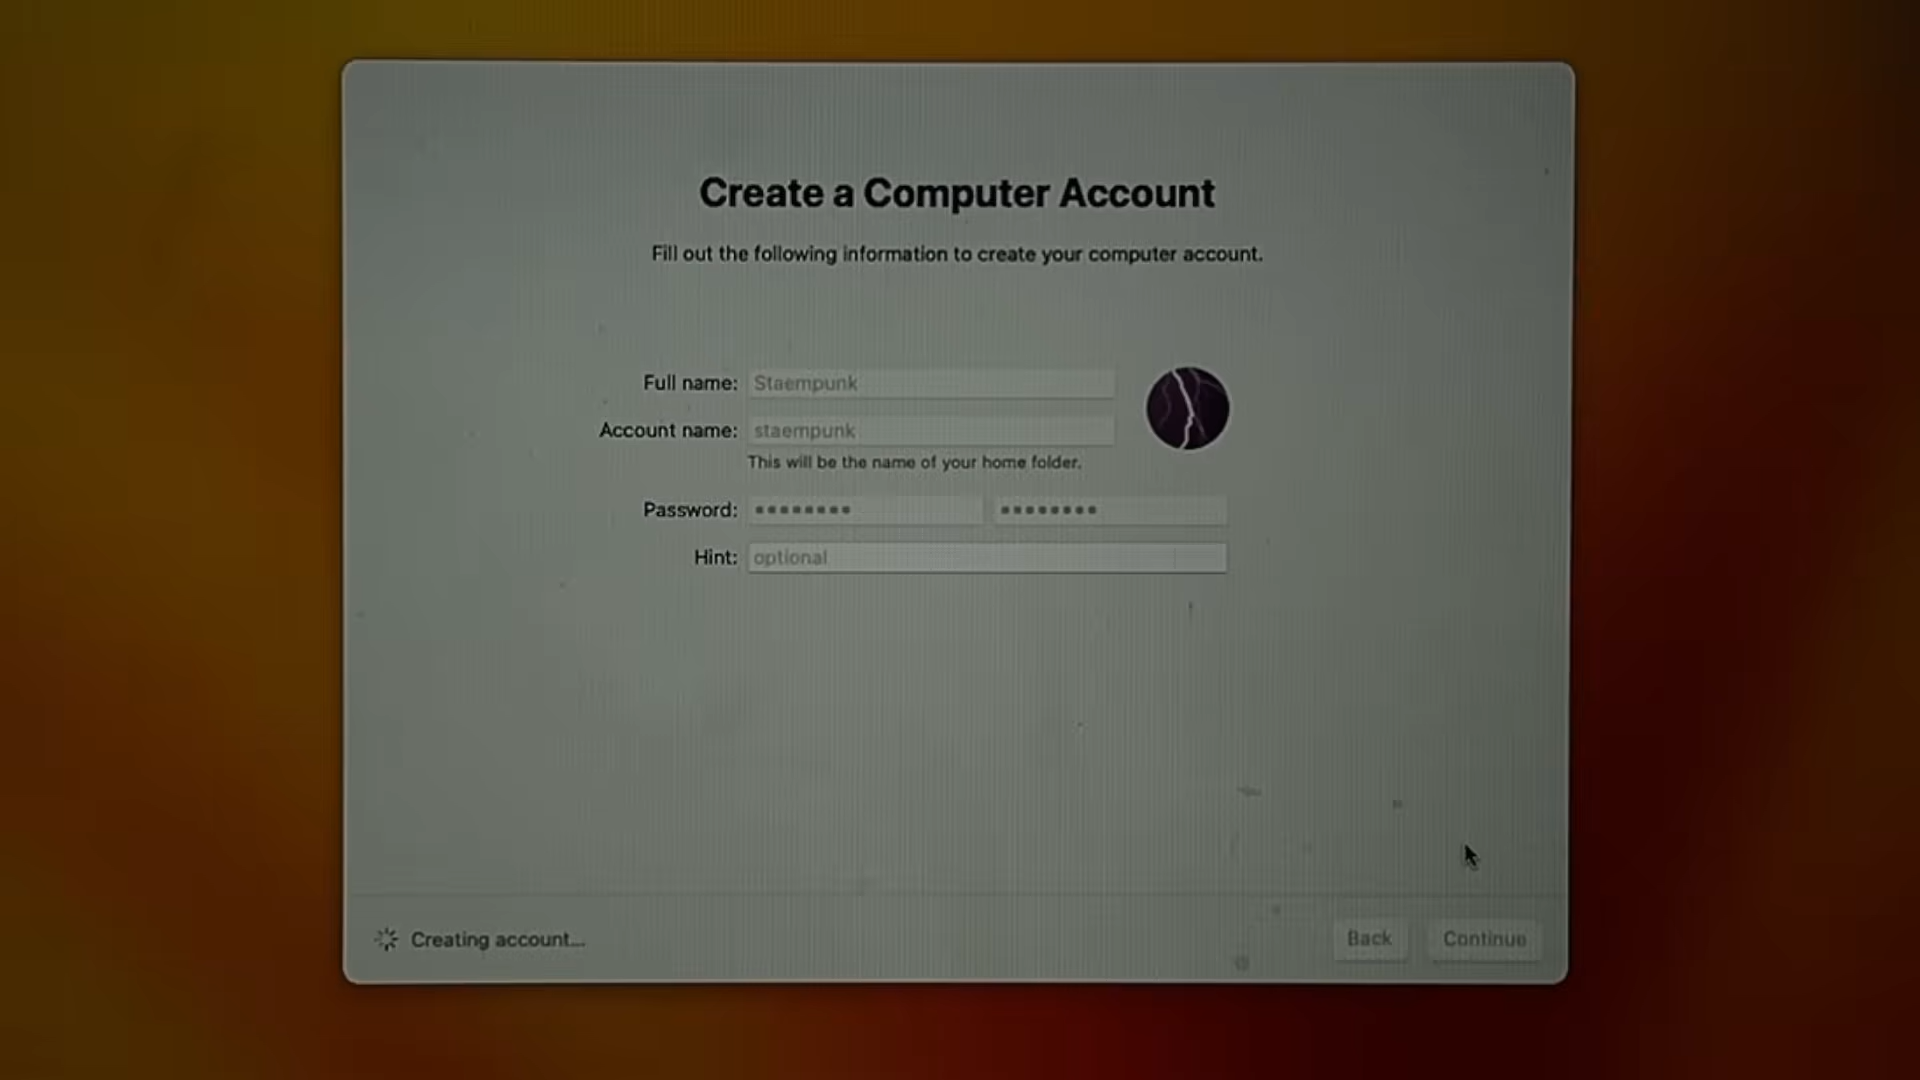 Create a Computer Account
Fill out the following information to create your computer account.
Full name: Staempunk
Account name: staempunk
This will be the name of your home folder.
Password: •••••••• ••••••••
Hint: optional
Creating account...
Back Continue